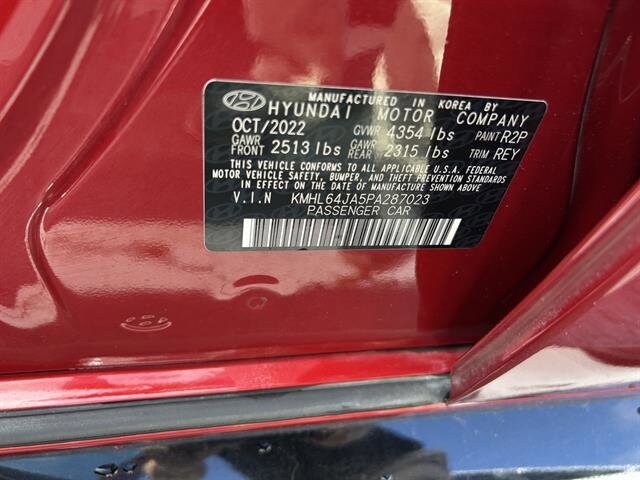 MANUFACTURED IN KOREA BY
HYUNDAI MOTOR COMPANY
OCT/2022 GVWR 4354 lbs PAINT R2P
GAWR FRONT 2513 lbs GAWR REAR 2315 lbs TRIM REY
THIS VEHICLE CONFORMS TO ALL APPLICABLE U.S.A. FEDERAL
MOTOR VEHICLE SAFETY, BUMPER, AND THEFT PREVENTION STANDARDS
IN EFFECT ON THE DATE OF MANUFACTURE SHOWN ABOVE
V.I.N KMHL64JA5PA287023
PASSENGER CAR